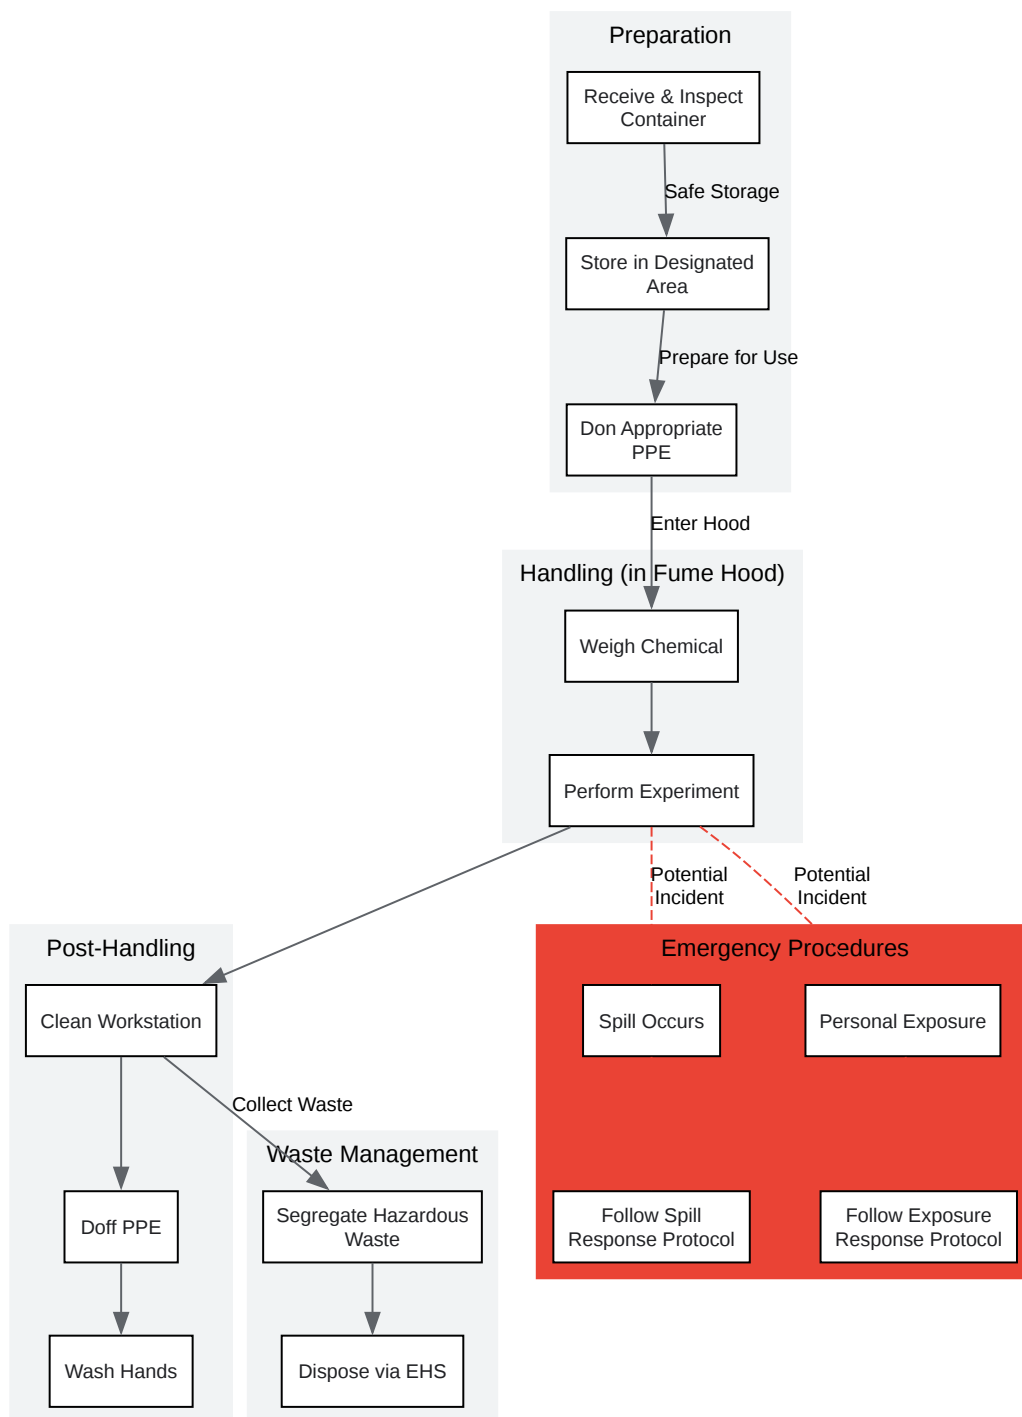 Preparation
Receive & Inspect
Container
Safe Storage
Store in Designated
Area
Prepare for Use
Don Appropriate
PPE
Enter Hood
Handling (in Fume Hood)
Weigh Chemical
Perform Experiment
Potential
Incident
Potential
Incident
Post-Handling
Clean Workstation
Collect Waste
Doff PPE
Wash Hands
Waste Management
Segregate Hazardous
Waste
Dispose via EHS
Emergency Procedures
Spill Occurs
Personal Exposure
Follow Spill
Response Protocol
Follow Exposure
Response Protocol